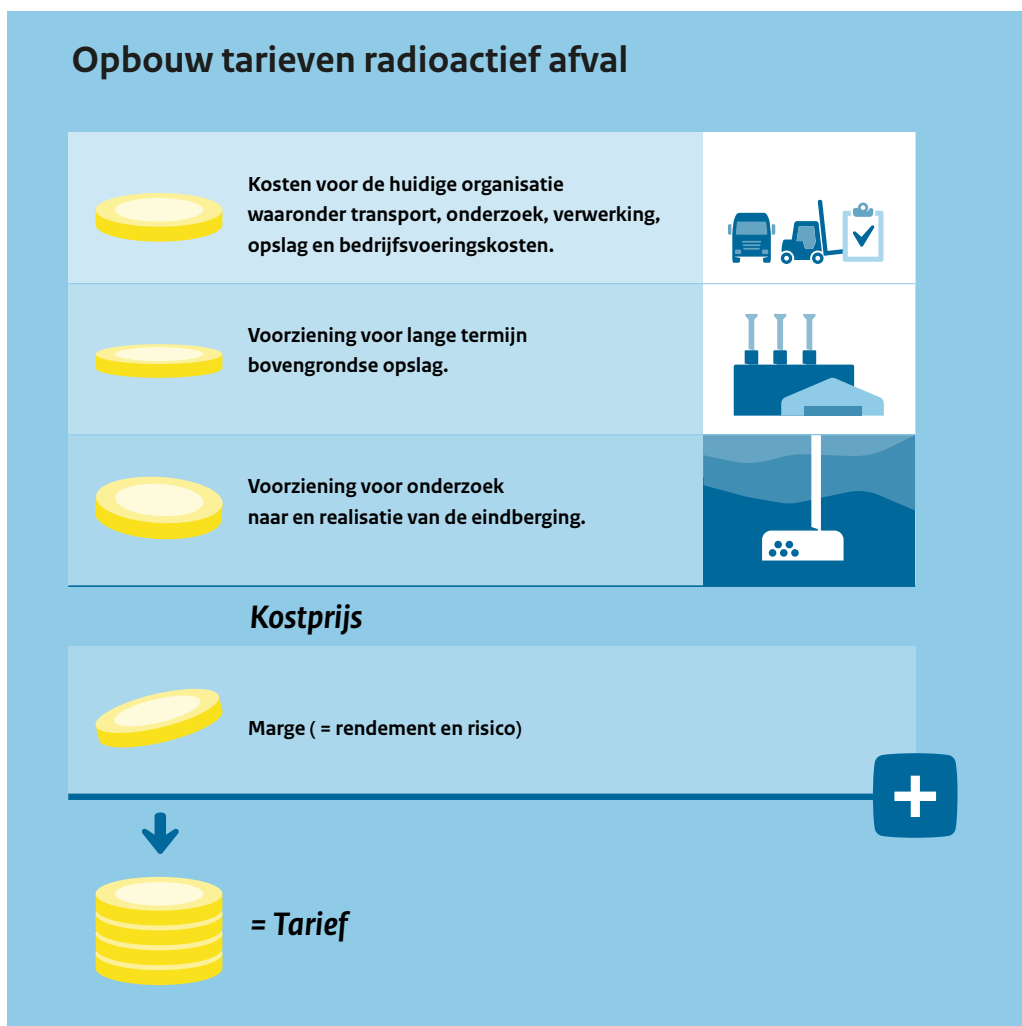 Opbouw tarieven radioactief afval
Kosten voor de huidige organisatie
waaronder transport, onderzoek, verwerking,
opslag en bedrijfsvoeringskosten.
Voorziening voor lange termijn
bovengrondse opslag.
Voorziening voor onderzoek
naar en realisatie van de eindberging.
Kostprijs
Marge ( = rendement en risico)
+
= Tarief